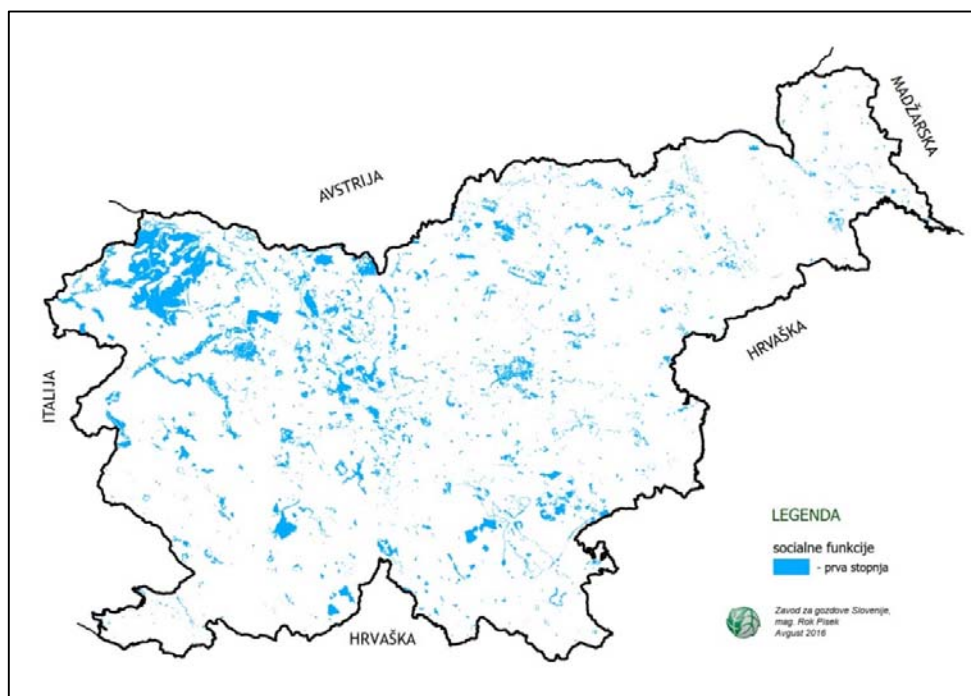 MADŽARSKA
AVSTRIJA
HRVAŠKA
ITALIJA
LEGENDA
socialne funkcije
- prva stopnja
Zavod za gozdove Slovenije,
mag. Rok Pisek
Avgust 2016
HRVAŠKA